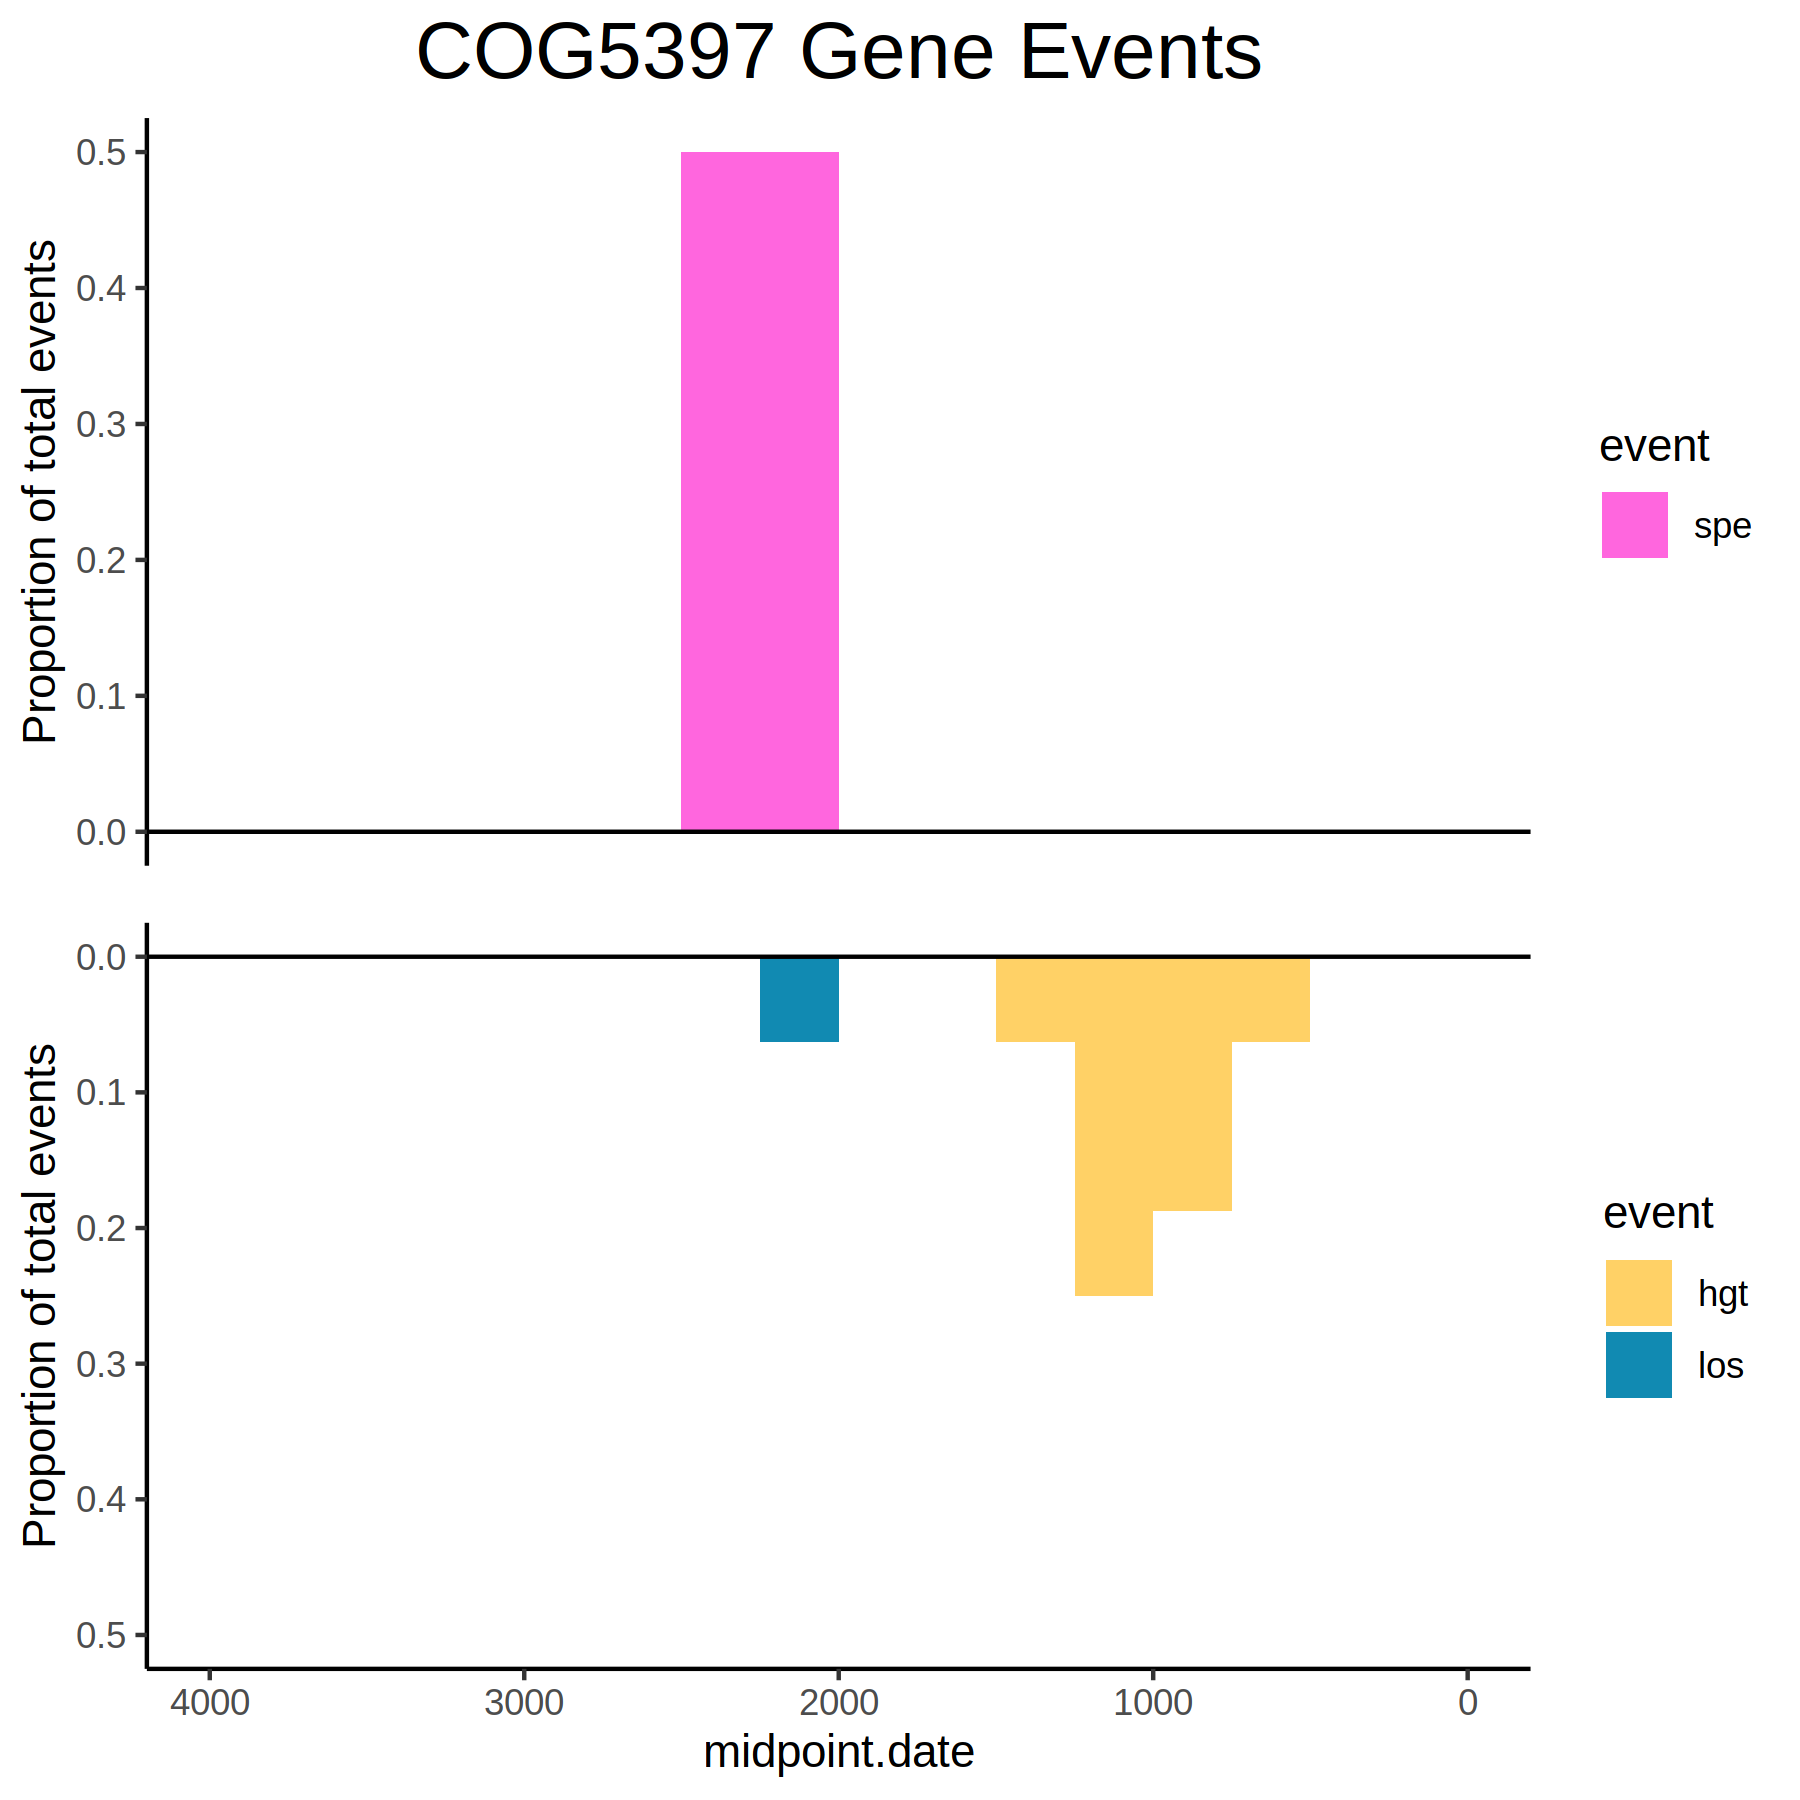 COG5397 Gene Events
Proportion of total events
0.5
0.4
0.3
0.2
0.1
0.0
event
spe
Proportion of total events
0.0
0.1
0.2
0.3
0.4
0.5
event
hgt
los
4000 3000 2000 1000 0
midpoint.date